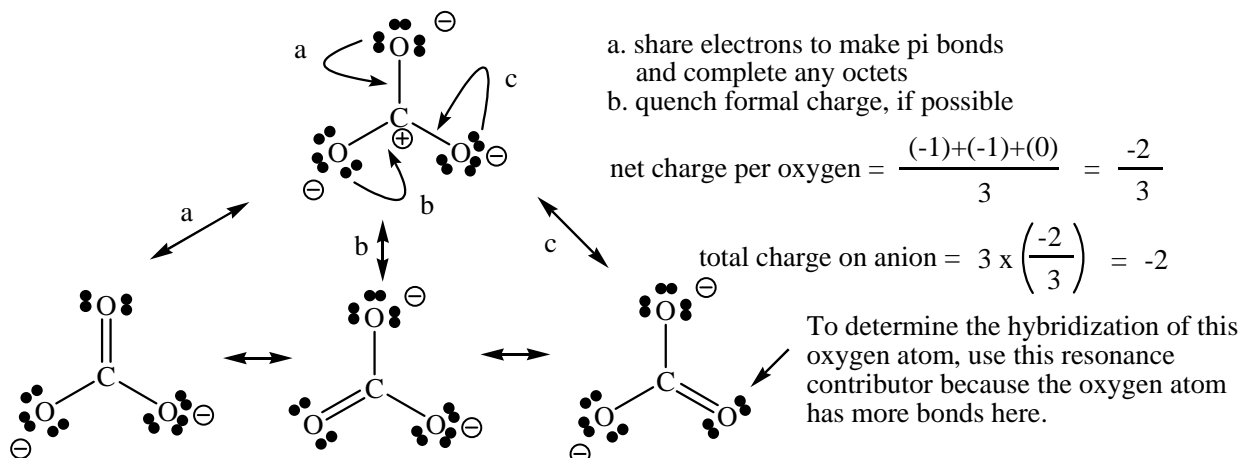 a. share electrons to make pi bonds
and complete any octets
b. quench formal charge, if possible
net charge per oxygen = (-1)+(-1)+(0) / 3 = -2 / 3
total charge on anion = 3 x (-2 / 3) = -2
To determine the hybridization of this
oxygen atom, use this resonance
contributor because the oxygen atom
has more bonds here.
⊖
a
O
c
C
⊕
O
O
⊖
⊖
b
a
b
c
O
C
O
O
⊖
⊖
⊖
O
C
O
O
⊖
⊖
O
C
O
O
⊖